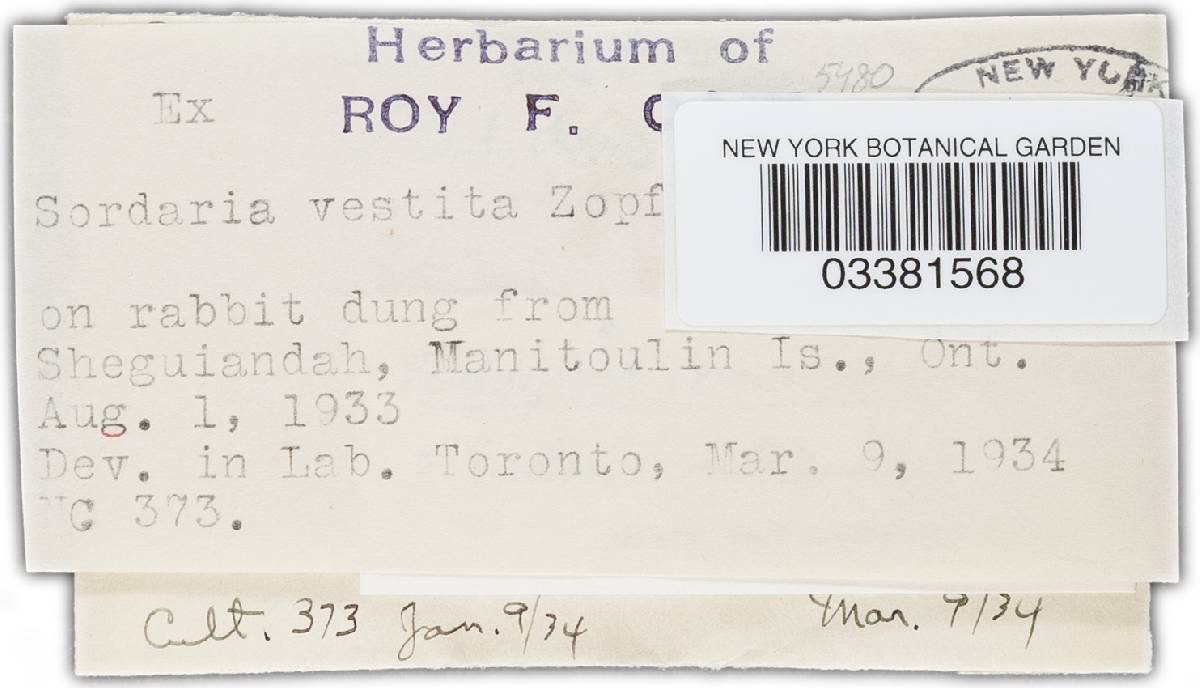 Herbarium of
5480
NEW YO
Ex ROY F.
NEW YORK BOTANICAL GARDEN
03381568
Sordaria vestita Zopf
on rabbit dung from
Sheguiandah, Manitoulin Is., Ont.
Aug. 1, 1933
Dev. in Lab. Toronto, Mar. 9, 1934
373.
Cult. 373 Jan. 9/34 Mar. 9/34